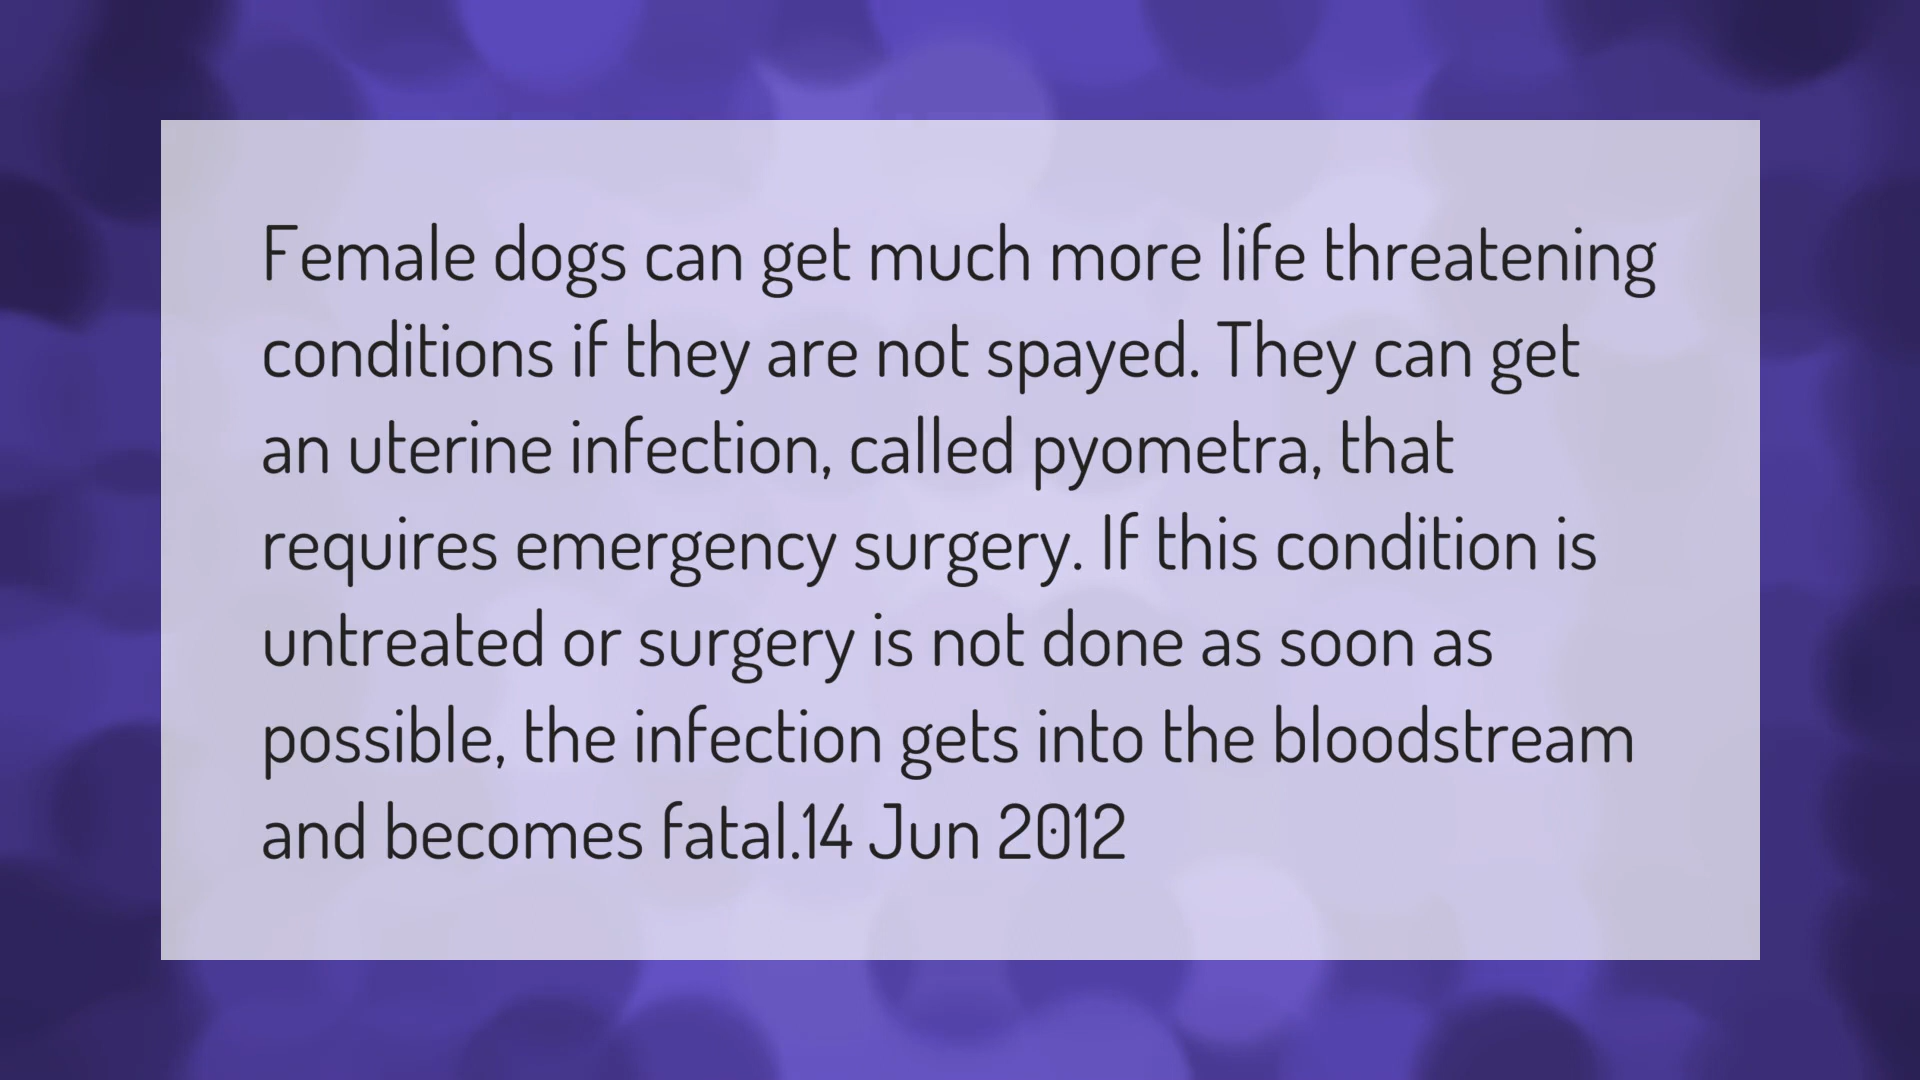 Female dogs can get much more life threatening
conditions if they are not spayed. They can get
an uterine infection, called pyometra, that
requires emergency surgery. If this condition is
untreated or surgery is not done as soon as
possible, the infection gets into the bloodstream
and becomes fatal.14 Jun 2012